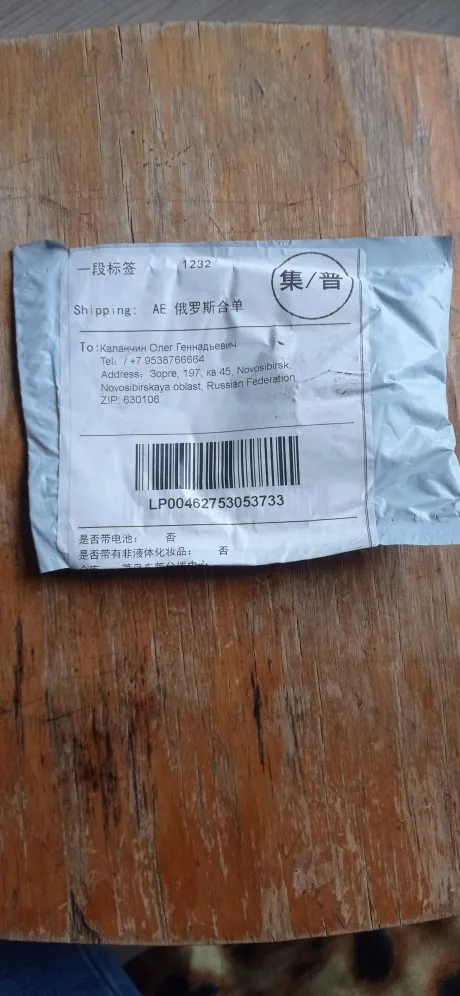 一段标签 1232
集/普
Shipping: AE 俄罗斯合单
To:Каланчин Олег Геннадьевич
Tel: / +7 9538766664
Address: Зорге, 197, кв.45, Novosibirsk,
Novosibirskaya oblast, Russian Federation
ZIP: 630106
LP00462753053733
是否带电池: 否
是否带有非液体化妆品: 否